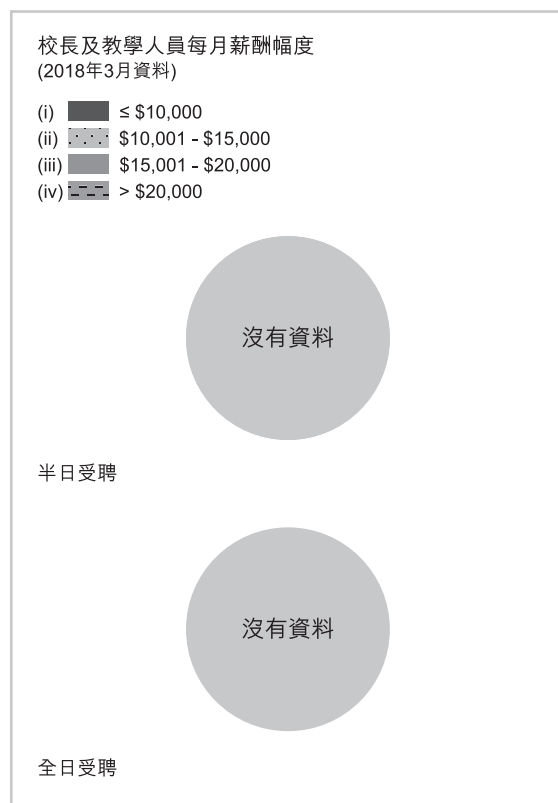 校長及教學人員每月薪酬幅度
(2018年3月資料)
(i) ≤ $10,000
(ii) $10,001 - $15,000
(iii) $15,001 - $20,000
(iv) > $20,000
沒有資料
半日受聘
沒有資料
全日受聘